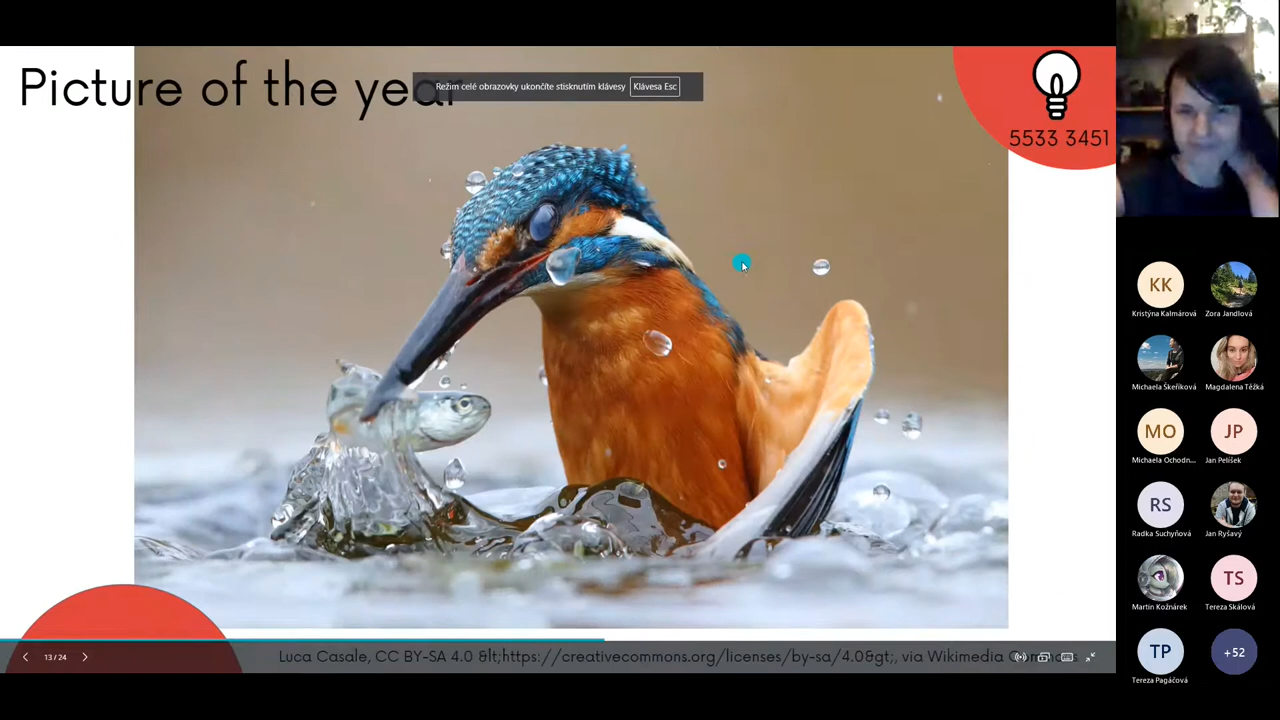 Picture of the year
Režim celé obrazovky ukončíte stisknutím klávesy Klávesa Esc
5533 3451
KK
Kristýna Kalmárová
Zora Jandlová
Michaela Škeříková
Magdalena Těžká
MO
Michaela Ochodn...
JP
Jan Pelíšek
RS
Radka Suchyňová
Jan Ryšavý
Martin Kožnárek
TS
Tereza Skálová
TP
Tereza Pagáčová
+52
13 / 24
Luca Casale, CC BY-SA 4.0 &lt;https://creativecommons.org/licenses/by-sa/4.0&gt;, via Wikimedia